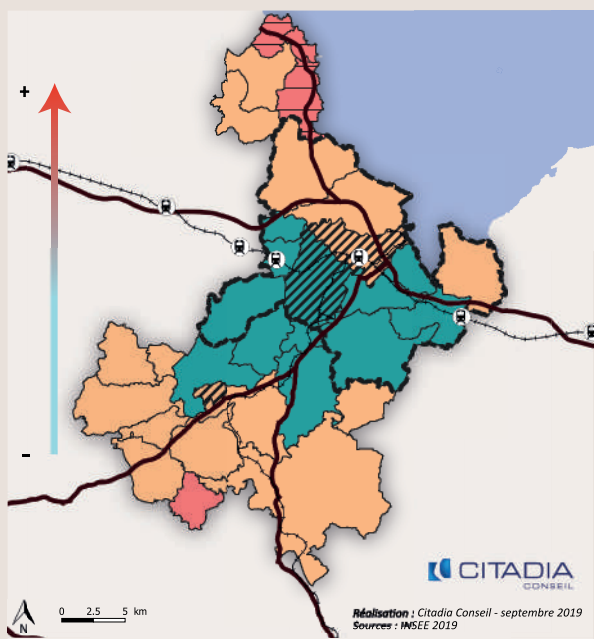 +
-
CITADIA
CONSEIL
N
0 2.5 5 km
Réalisation : Citadia Conseil - septembre 2019
Sources : INSEE 2019